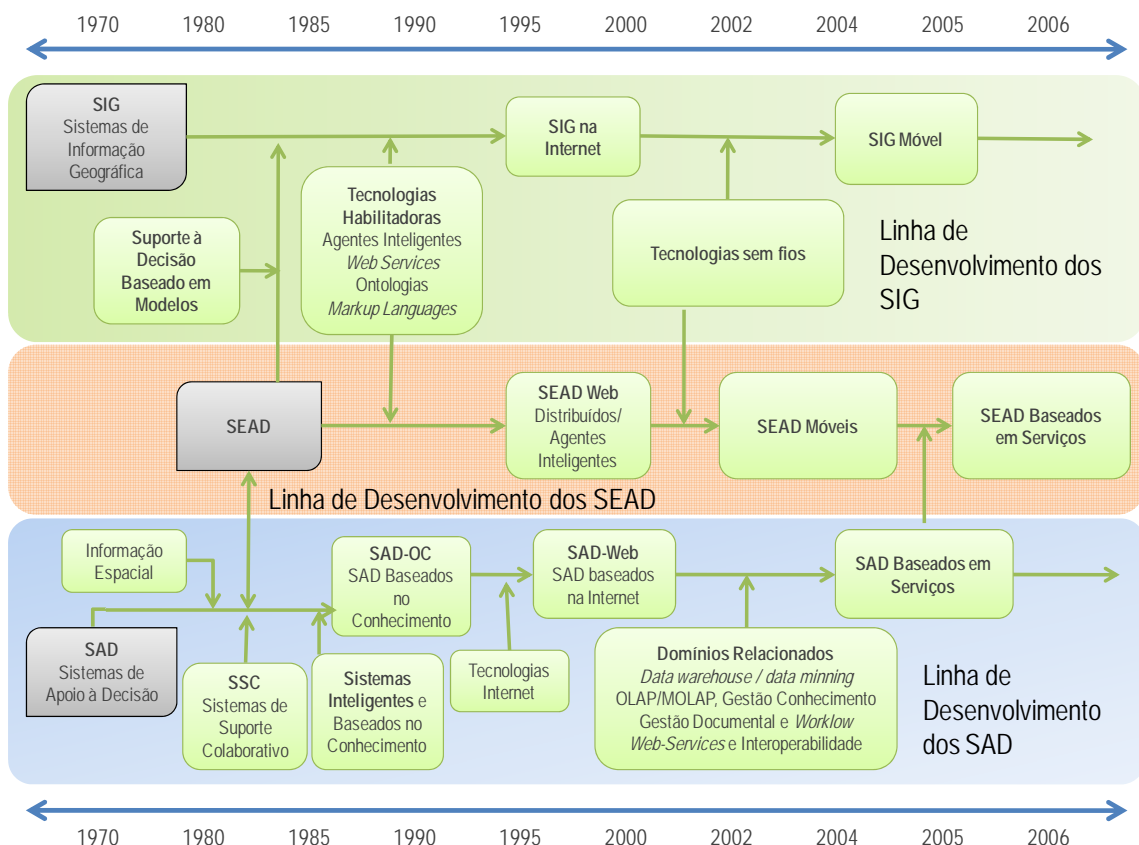 1970 1980 1985 1990 1995 2000 2002 2004 2005 2006
SIG
Sistemas de
Informação
Geográfica
SIG na
Internet
SIG Móvel
Suporte à
Decisão
Baseado em
Modelos
Tecnologias
Habilitadoras
Agentes Inteligentes
Web Services
Ontologias
Markup Languages
Tecnologias sem fios
Linha de
Desenvolvimento dos
SIG
SEAD
SEAD Web
Distribuídos/
Agentes
Inteligentes
SEAD Móveis
SEAD Baseados
em Serviços
Linha de Desenvolvimento dos SEAD
Informação
Espacial
SAD-OC
SAD Baseados
no
Conhecimento
SAD-Web
SAD baseados
na Internet
SAD Baseados em
Serviços
SAD
Sistemas de
Apoio à Decisão
SSC
Sistemas de
Suporte
Colaborativo
Sistemas
Inteligentes e
Baseados no
Conhecimento
Tecnologias
Internet
Domínios Relacionados
Data warehouse / data minning
OLAP/MOLAP, Gestão Conhecimento
Gestão Documental e Worklow
Web-Services e Interoperabilidade
Linha de
Desenvolvimento
dos SAD
1970 1980 1985 1990 1995 2000 2002 2004 2005 2006